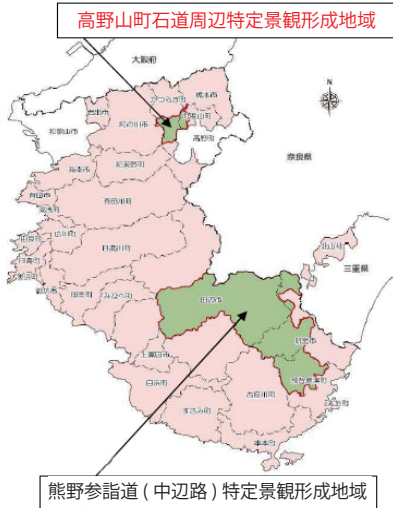 高野山町石道周辺特定景観形成地域
大阪府
橋本市
かつらぎ町
岩出市
九度山町
和歌山市
紀の川市
高野町
紀美野町
海南市
奈良県
有田市
有田川町
湯浅町
広川町
由良町
日高川町
日高町
北山村
美浜町
三重県
御坊市
印南町
みなべ町
田辺市
新宮市
上富田町
那智勝浦町
白浜町
古座川町
太地町
すさみ町
串本町
熊野参詣道(中辺路)特定景観形成地域